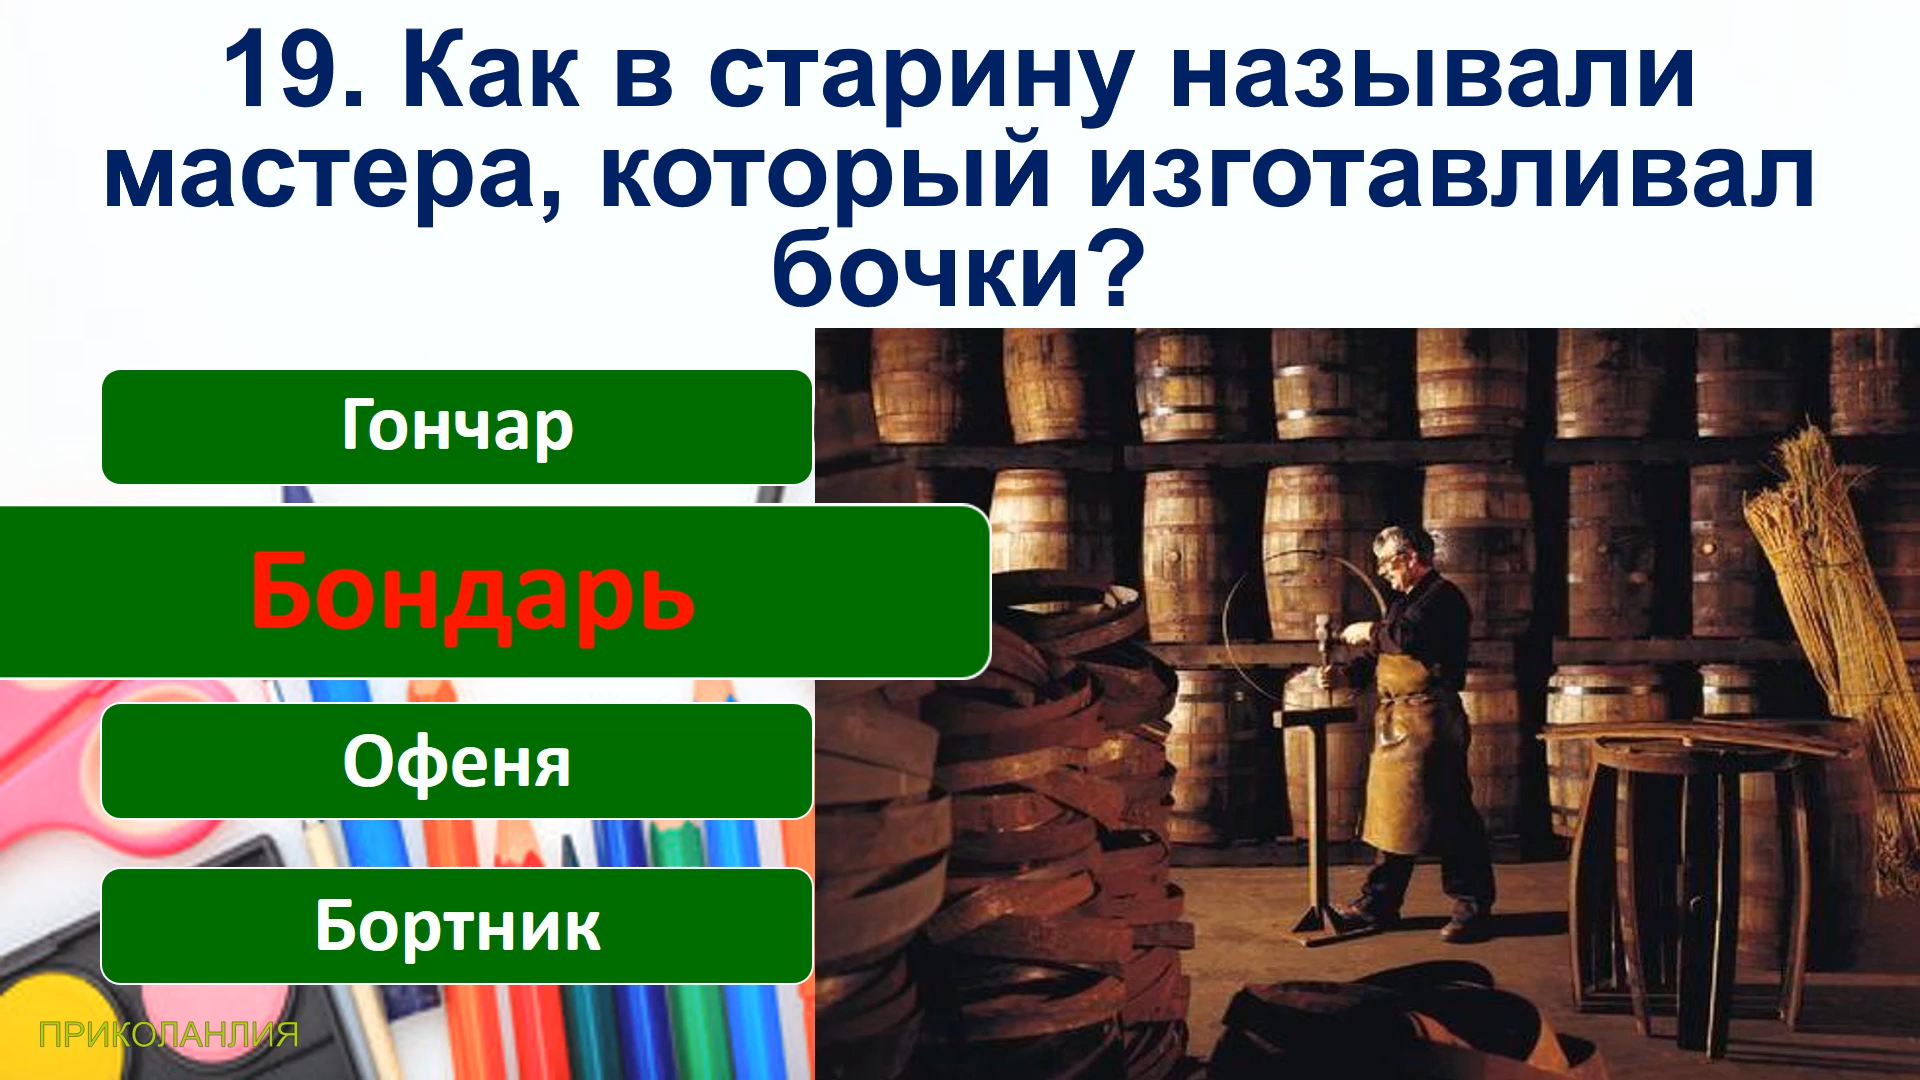 19. Как в старину называли
мастера, который изготавливал
бочки?
Гончар
Бондарь
Офеня
Бортник
ПРИКОЛАНЛИЯ